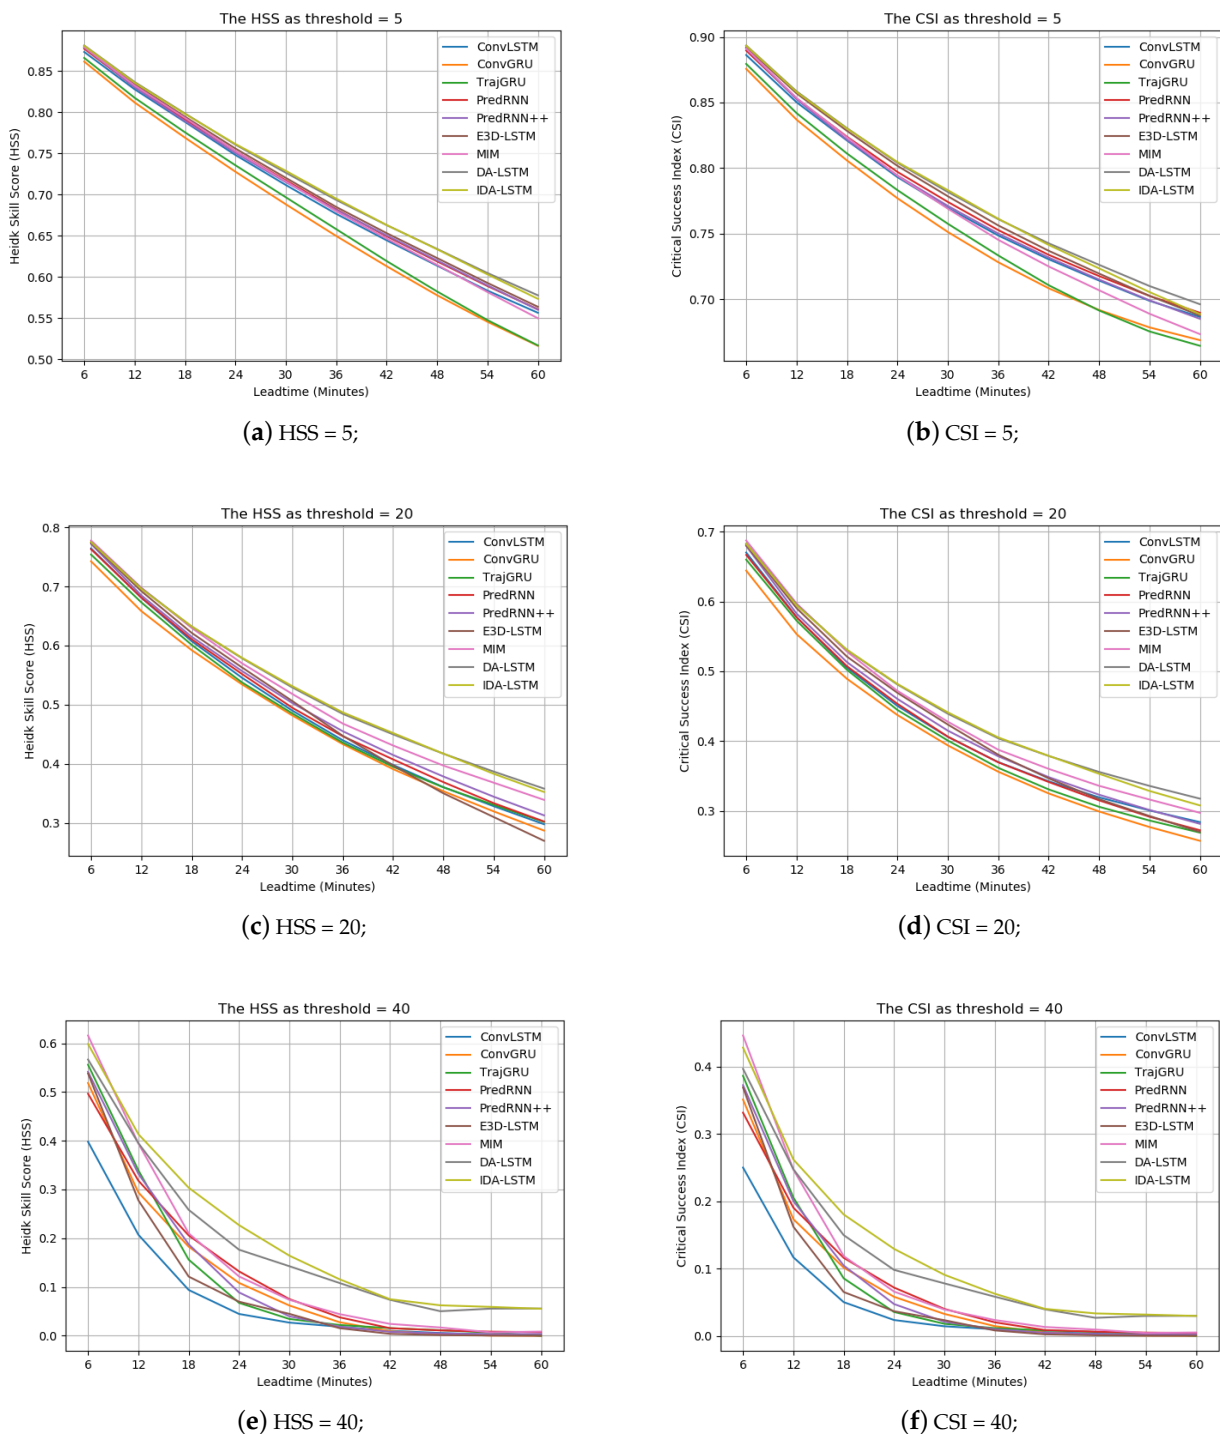 The HSS as threshold = 5
Heidk Skill Score (HSS)
0.85
0.80
0.75
0.70
0.65
0.60
0.55
0.50
ConvLSTM
ConvGRU
TrajGRU
PredRNN
PredRNN++
E3D-LSTM
MIM
DA-LSTM
IDA-LSTM
6 12 18 24 30 36 42 48 54 60
Leadtime (Minutes)
(a) HSS = 5;
The CSI as threshold = 5
Critical Success Index (CSI)
0.90
0.85
0.80
0.75
0.70
ConvLSTM
ConvGRU
TrajGRU
PredRNN
PredRNN++
E3D-LSTM
MIM
DA-LSTM
IDA-LSTM
6 12 18 24 30 36 42 48 54 60
Leadtime (Minutes)
(b) CSI = 5;
The HSS as threshold = 20
Heidk Skill Score (HSS)
0.8
0.7
0.6
0.5
0.4
0.3
ConvLSTM
ConvGRU
TrajGRU
PredRNN
PredRNN++
E3D-LSTM
MIM
DA-LSTM
IDA-LSTM
6 12 18 24 30 36 42 48 54 60
Leadtime (Minutes)
(c) HSS = 20;
The CSI as threshold = 20
Critical Success Index (CSI)
0.7
0.6
0.5
0.4
0.3
ConvLSTM
ConvGRU
TrajGRU
PredRNN
PredRNN++
E3D-LSTM
MIM
DA-LSTM
IDA-LSTM
6 12 18 24 30 36 42 48 54 60
Leadtime (Minutes)
(d) CSI = 20;
The HSS as threshold = 40
Heidk Skill Score (HSS)
0.6
0.5
0.4
0.3
0.2
0.1
0.0
ConvLSTM
ConvGRU
TrajGRU
PredRNN
PredRNN++
E3D-LSTM
MIM
DA-LSTM
IDA-LSTM
6 12 18 24 30 36 42 48 54 60
Leadtime (Minutes)
(e) HSS = 40;
The CSI as threshold = 40
Critical Success Index (CSI)
0.4
0.3
0.2
0.1
0.0
ConvLSTM
ConvGRU
TrajGRU
PredRNN
PredRNN++
E3D-LSTM
MIM
DA-LSTM
IDA-LSTM
6 12 18 24 30 36 42 48 54 60
Leadtime (Minutes)
(f) CSI = 40;